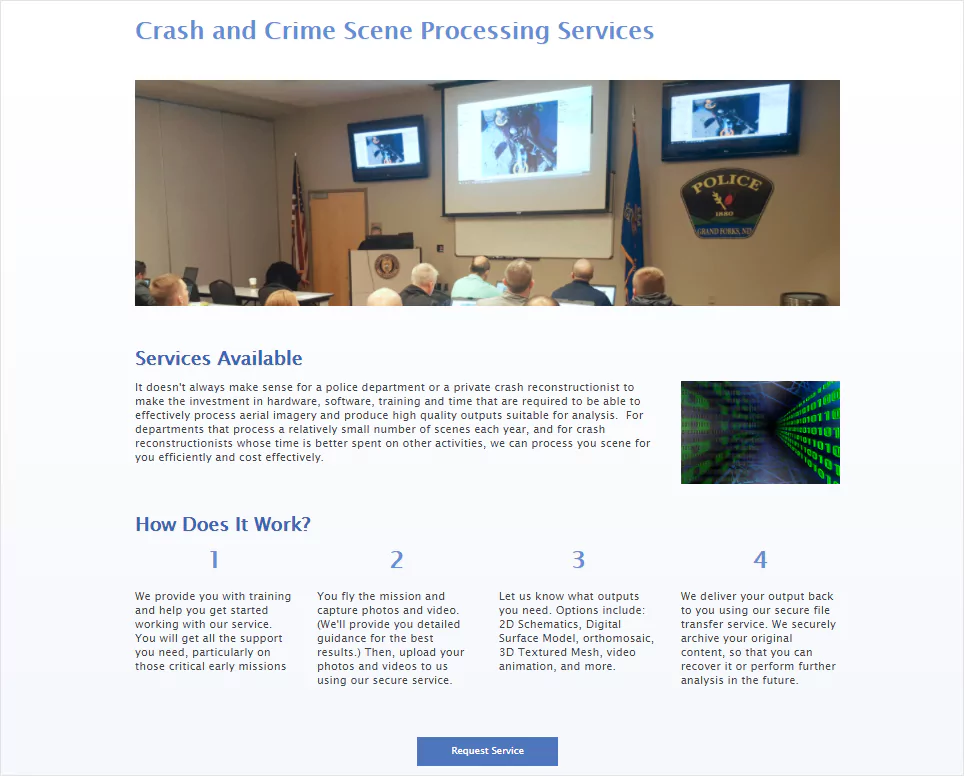 Crash and Crime Scene Processing Services
POLICE
1880
GRAND FORKS, ND
Services Available
It doesn't always make sense for a police department or a private crash reconstructionist to
make the investment in hardware, software, training and time that are required to be able to
effectively process aerial imagery and produce high quality outputs suitable for analysis.  For
departments that process a relatively small number of scenes each year, and for crash
reconstructionists whose time is better spent on other activities, we can process you scene for
you efficiently and cost effectively.
How Does It Work?
1
We provide you with training
and help you get started
working with our service.
You will get all the support
you need, particularly on
those critical early missions
2
You fly the mission and
capture photos and video.
(We'll provide you detailed
guidance for the best
results.) Then, upload your
photos and videos to us
using our secure service.
3
Let us know what outputs
you need. Options include:
2D Schematics, Digital
Surface Model, orthomosaic,
3D Textured Mesh, video
animation, and more.
4
We deliver your output back
to you using our secure file
transfer service. We securely
archive your original
content, so that you can
recover it or perform further
analysis in the future.
Request Service